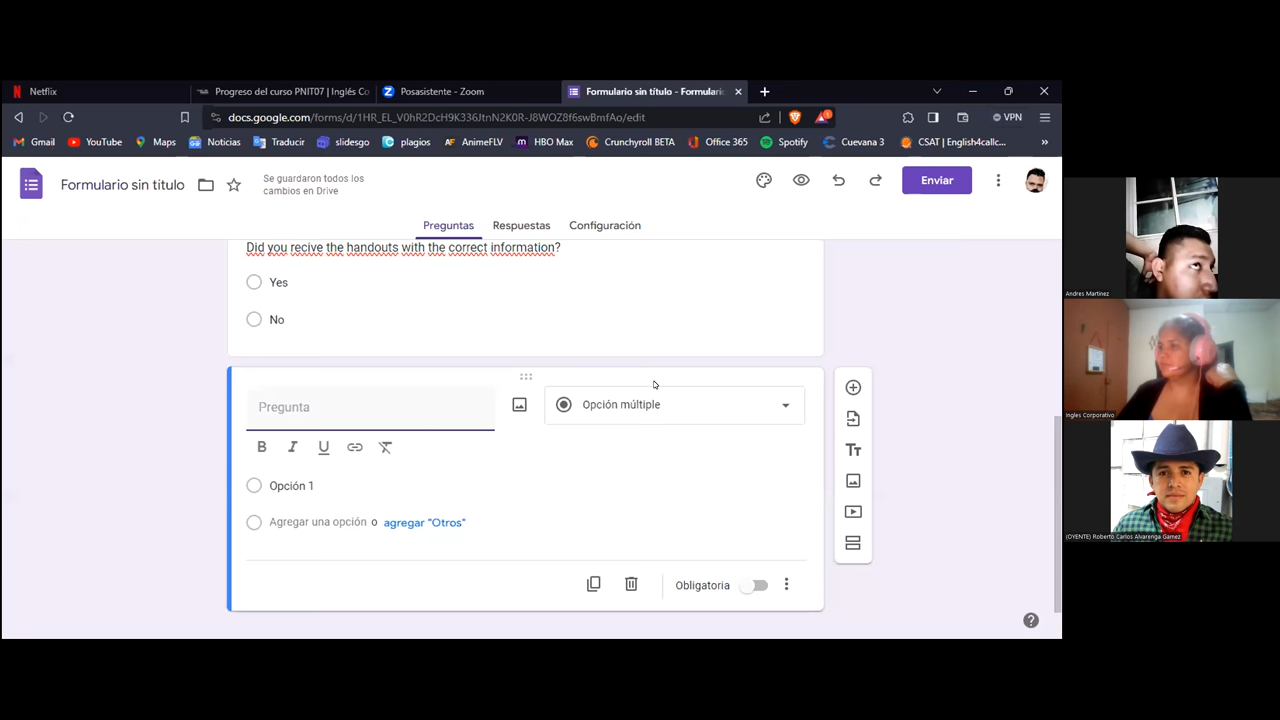 Netflix
Progreso del curso PNIT07 | Inglés Co
Posasistente - Zoom
Formulario sin título - Formulari
docs.google.com/forms/d/1HR_EL_V0hR2DcH9K336JtnN2K0R-J8WOZ8f6swBmfAo/edit
VPN
Gmail
YouTube
Maps
Noticias
Traducir
slidesgo
plagios
AnimeFLV
HBO Max
Crunchyroll BETA
Office 365
Spotify
Cuevana 3
CSAT | English4callc...
Formulario sin título
Se guardaron todos los
cambios en Drive
Enviar
Preguntas
Respuestas
Configuración
Did you recive the handouts with the correct information?
Yes
No
Pregunta
Opción múltiple
B I U
Opción 1
Agregar una opción o agregar "Otros"
Obligatoria
Andres Martinez
Ingles Corporativo
(OYENTE) Roberto Carlos Alvarenga Gamez